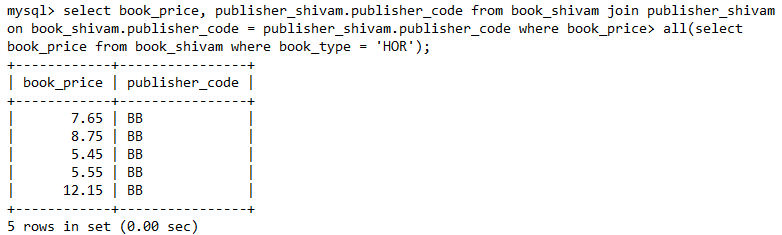 mysql> select book_price, publisher_shivam.publisher_code from book_shivam join publisher_shivam
on book_shivam.publisher_code = publisher_shivam.publisher_code where book_price> all(select
book_price from book_shivam where book_type = 'HOR');
+------------+----------------+
| book_price | publisher_code |
+------------+----------------+
|       7.65 | BB             |
|       8.75 | BB             |
|       5.45 | BB             |
|       5.55 | BB             |
|      12.15 | BB             |
+------------+----------------+
5 rows in set (0.00 sec)